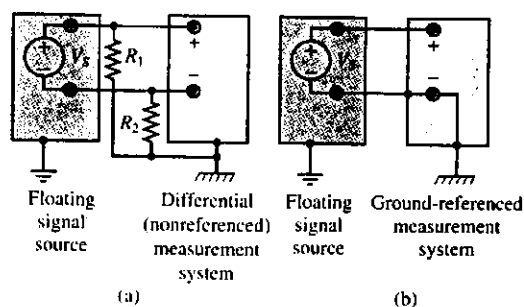 +
−
V_s
R_1
R_2
+
−
Floating
signal
source
Differential
(nonreferenced)
measurement
system
(a)
+
−
V_s
+
−
Floating
signal
source
Ground-referenced
measurement
system
(b)